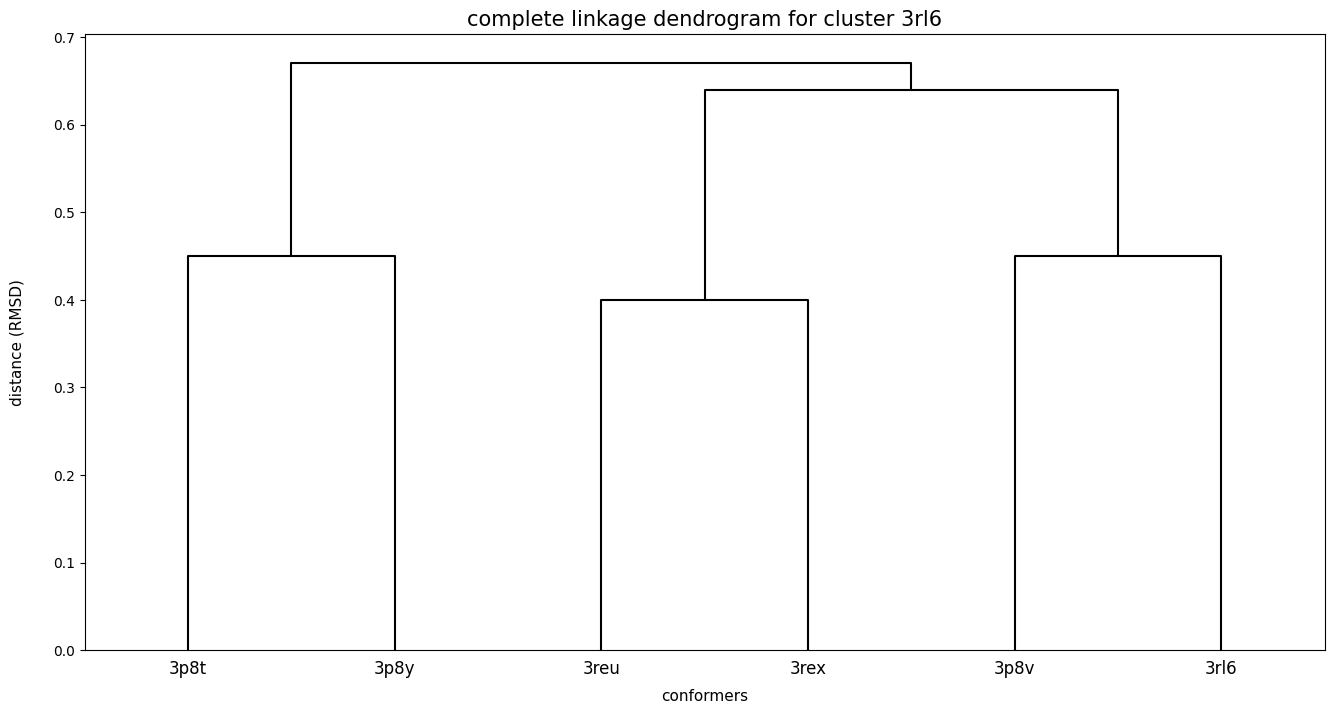 complete linkage dendrogram for cluster 3rl6
0.7
0.6
0.5
0.4
0.3
0.2
0.1
0.0
distance (RMSD)
3p8t 3p8y 3reu 3rex 3p8v 3rl6
conformers